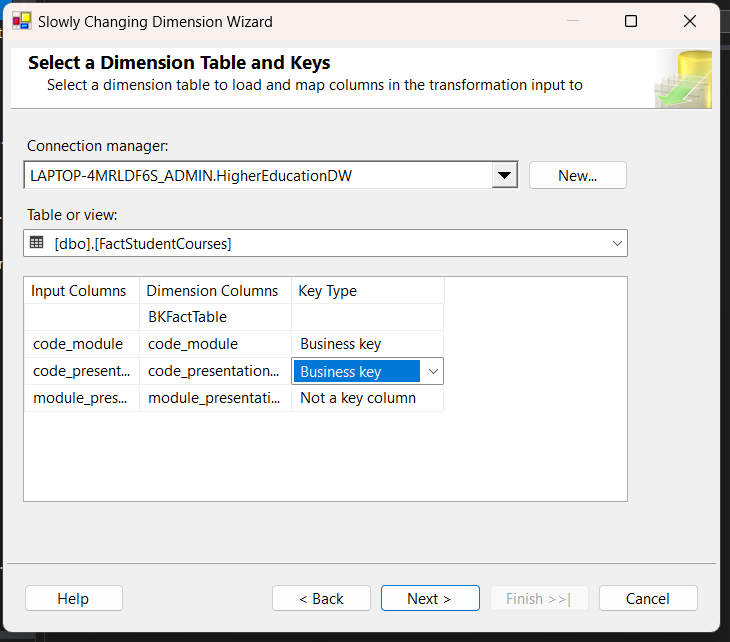 Slowly Changing Dimension Wizard
Select a Dimension Table and Keys
Select a dimension table to load and map columns in the transformation input to
Connection manager:
LAPTOP-4MRLDF6S_ADMIN.HigherEducationDW
New...
Table or view:
[dbo].[FactStudentCourses]
Input Columns Dimension Columns Key Type
BKFactTable
code_module code_module Business key
code_present... code_presentation... Business key
module_pres... module_presentati... Not a key column
Help < Back Next > Finish >>| Cancel